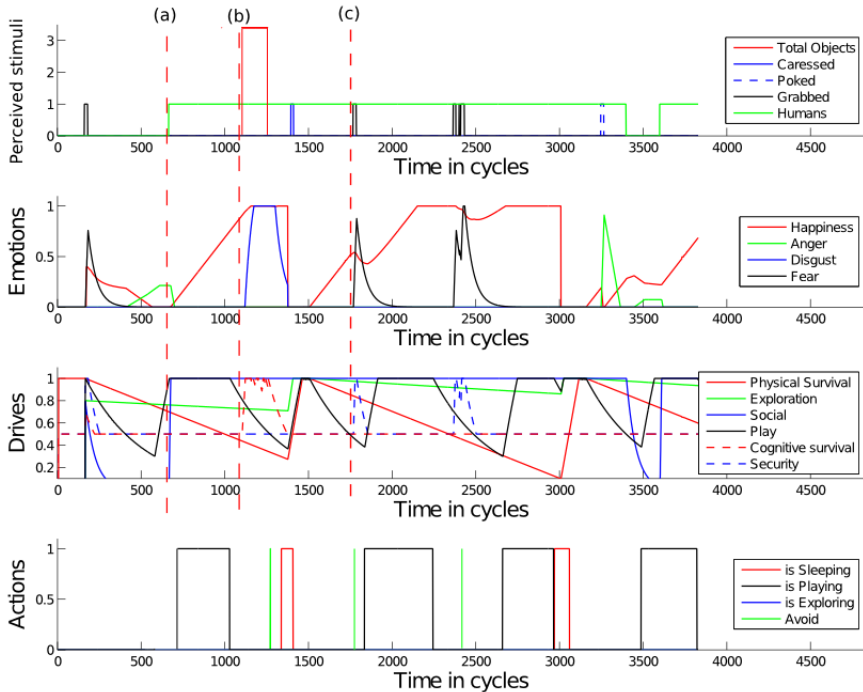 (a) (b) (c)
Perceived stimuli
3
2
1
0
Total Objects
Caressed
Poked
Grabbed
Humans
0 500 1000 1500 2000 2500 3000 3500 4000 4500
Time in cycles
Emotions
1
0.5
0
Happiness
Anger
Disgust
Fear
0 500 1000 1500 2000 2500 3000 3500 4000 4500
Time in cycles
Drives
1
0.8
0.6
0.4
0.2
Physical Survival
Exploration
Social
Play
Cognitive survival
Security
0 500 1000 1500 2000 2500 3000 3500 4000 4500
Time in cycles
Actions
1
0.5
0
is Sleeping
is Playing
is Exploring
Avoid
0 500 1000 1500 2000 2500 3000 3500 4000 4500
Time in cycles